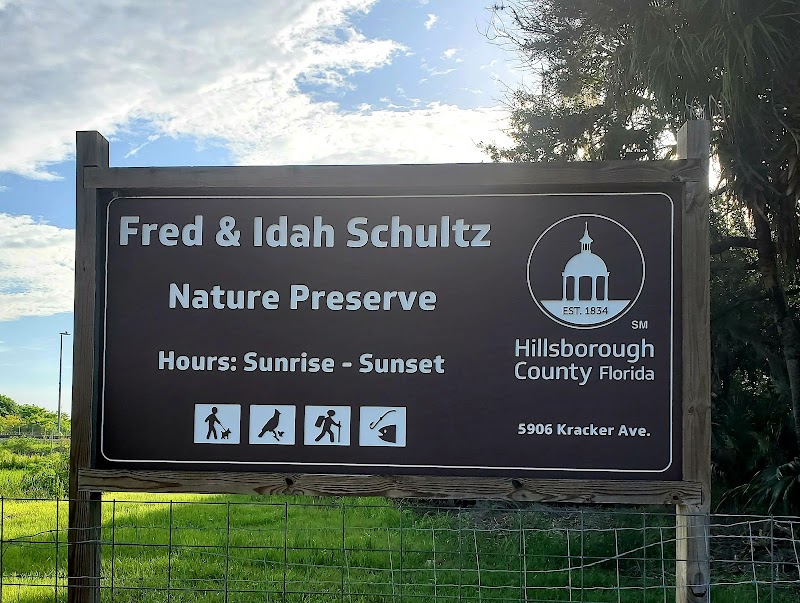 Fred & Idah Schultz
Nature Preserve
Hours: Sunrise - Sunset
EST. 1834
SM
Hillsborough
County Florida
5906 Kracker Ave.